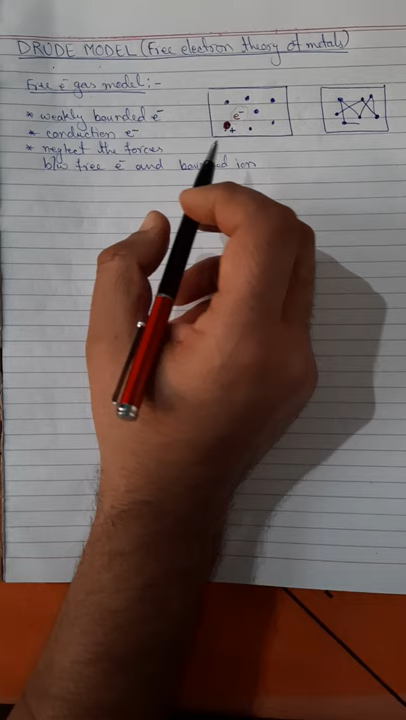 DRUDE MODEL (Free electron theory of metals)
Free e⁻ gas model:-
* weakly bounded e⁻
* conduction e⁻
* neglect the forces
b/w free e⁻ and bounded ion
e⁻
+